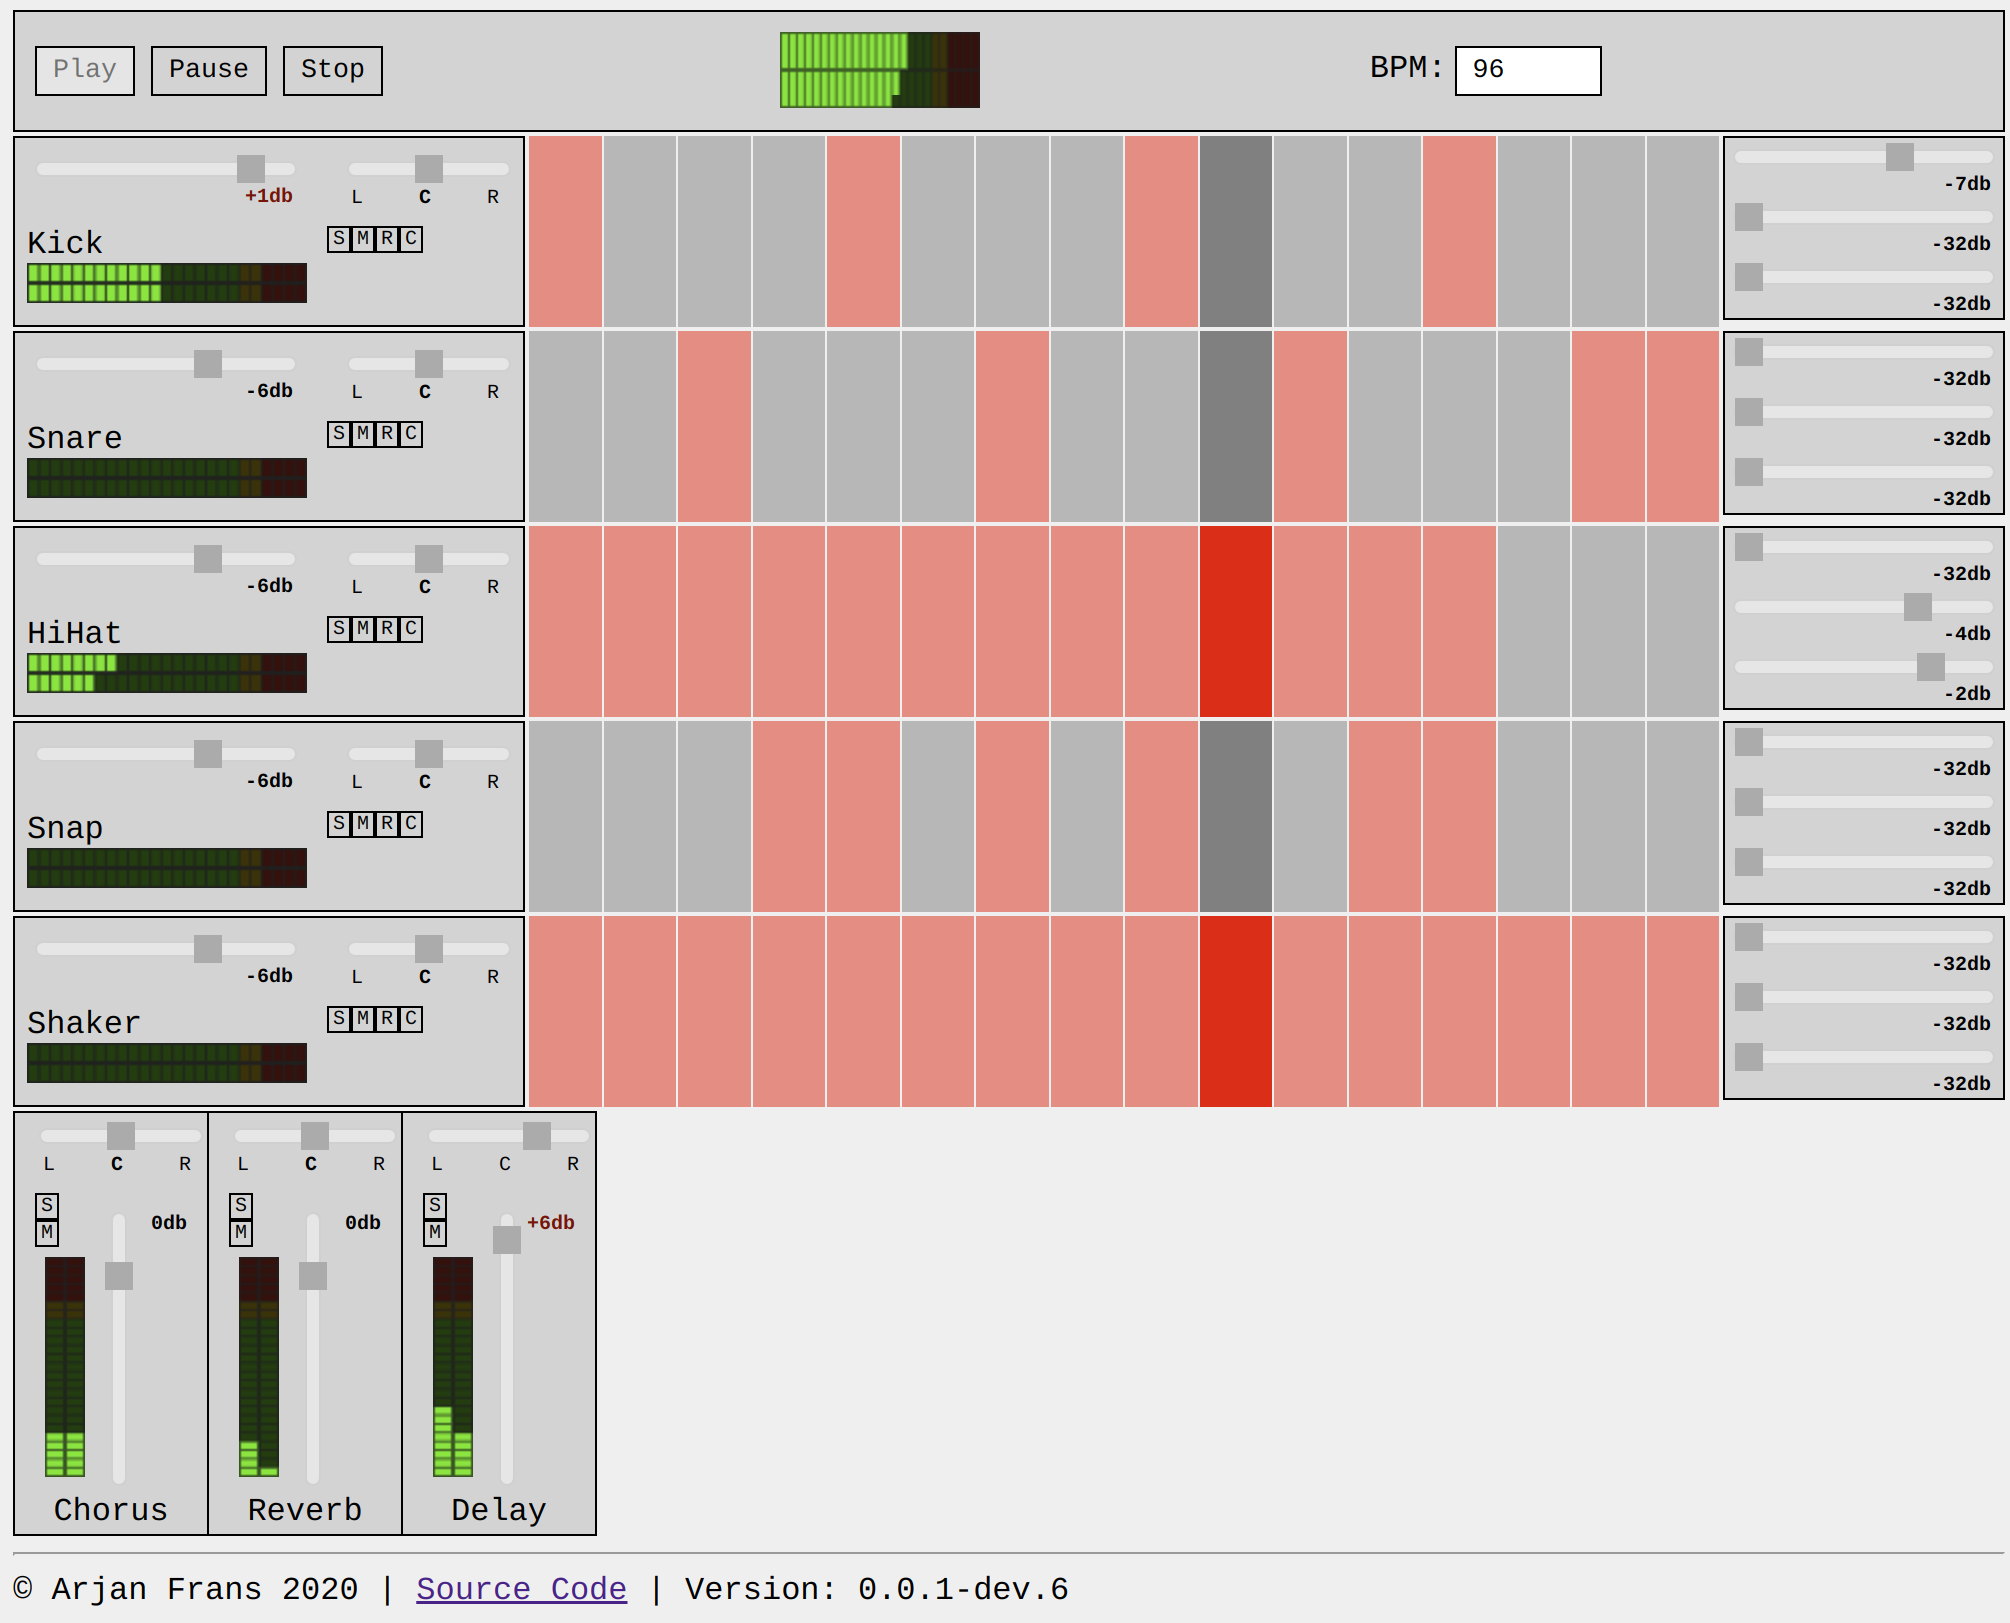 Play Pause Stop BPM: 96
+1db L C R -7db
Kick S M R C -32db
-32db
-6db L C R -32db
Snare S M R C -32db
-32db
-6db L C R -32db
HiHat S M R C -4db
-2db
-6db L C R -32db
Snap S M R C -32db
-32db
-6db L C R -32db
Shaker S M R C -32db
-32db
L C R L C R L C R
S S S
0db 0db +6db
M M M
Chorus Reverb Delay
© Arjan Frans 2020 | Source Code | Version: 0.0.1-dev.6